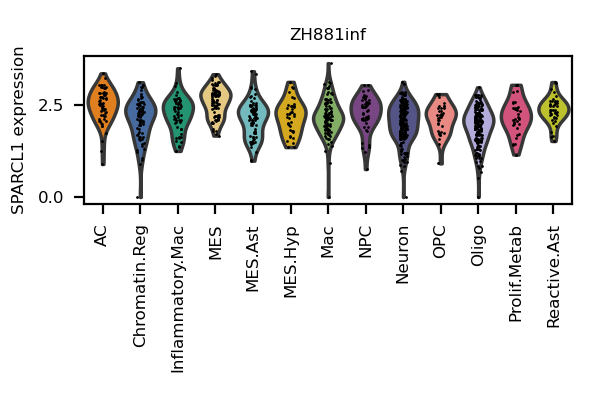 ZH881inf
SPARCL1 expression
2.5
0.0
AC
Chromatin.Reg
Inflammatory.Mac
MES
MES.Ast
MES.Hyp
Mac
NPC
Neuron
OPC
Oligo
Prolif.Metab
Reactive.Ast